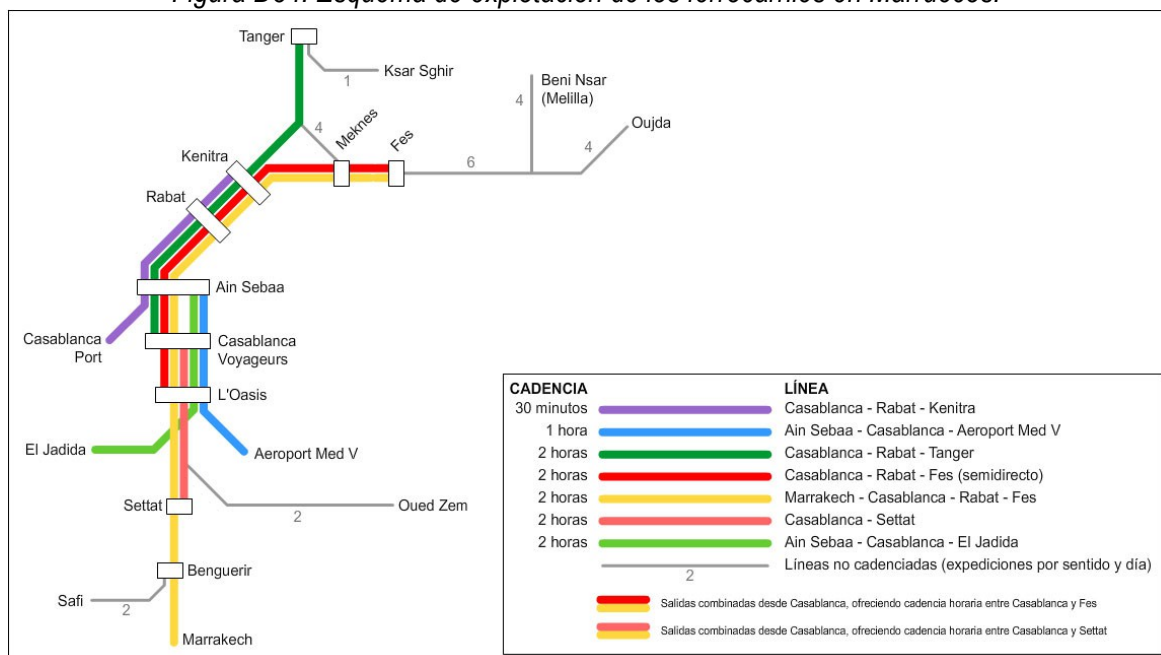 Figura D34: Esquema de explotación de los ferrocarriles en Marruecos.
Tanger
Ksar Sghir
1
Beni Nsar
(Melilla)
4
Oujda
4
4
Meknes
Fes
6
Kenitra
Rabat
Ain Sebaa
Casablanca
Port
Casablanca
Voyageurs
L'Oasis
El Jadida
Aeroport Med V
Settat
Oued Zem
2
Benguerir
Safi
2
Marrakech
CADENCIA LÍNEA
30 minutos Casablanca - Rabat - Kenitra
1 hora Ain Sebaa - Casablanca - Aeroport Med V
2 horas Casablanca - Rabat - Tanger
2 horas Casablanca - Rabat - Fes (semidirecto)
2 horas Marrakech - Casablanca - Rabat - Fes
2 horas Casablanca - Settat
2 horas Ain Sebaa - Casablanca - El Jadida
2 Líneas no cadenciadas (expediciones por sentido y día)
Salidas combinadas desde Casablanca, ofreciendo cadencia horaria entre Casablanca y Fes
Salidas combinadas desde Casablanca, ofreciendo cadencia horaria entre Casablanca y Settat